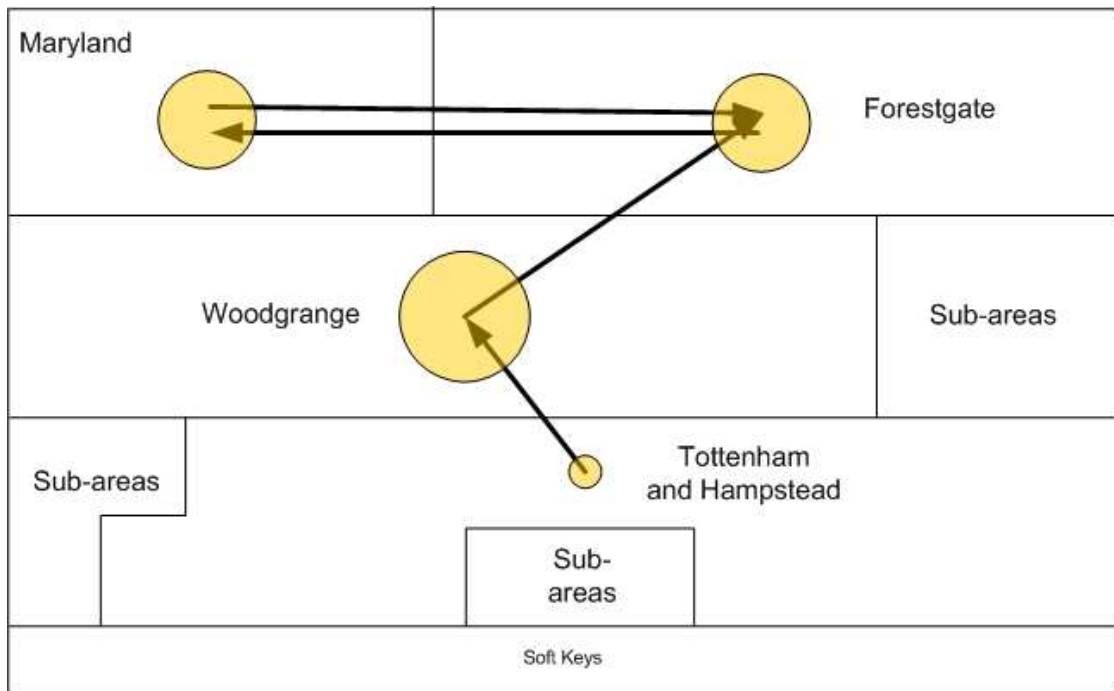 Maryland
Forestgate
Woodgrange
Sub-areas
Sub-areas
Tottenham
and Hampstead
Sub-
areas
Soft Keys